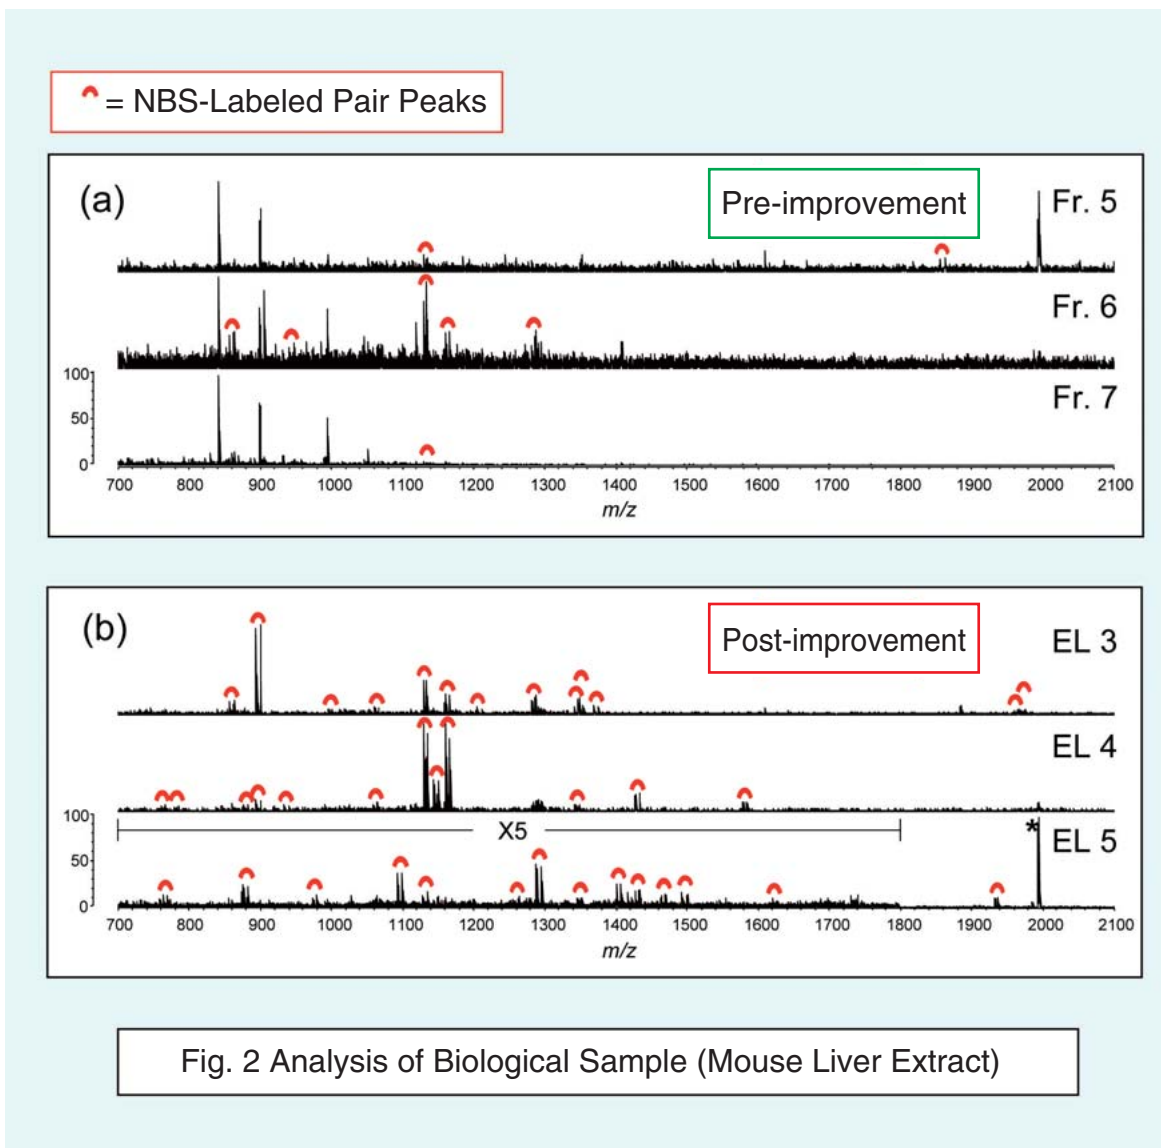 = NBS-Labeled Pair Peaks
(a)
Pre-improvement
Fr. 5
Fr. 6
Fr. 7
100
50
0
700 800 900 1000 1100 1200 1300 1400 1500 1600 1700 1800 1900 2000 2100
m/z
(b)
Post-improvement
EL 3
EL 4
X5
* EL 5
100
50
0
700 800 900 1000 1100 1200 1300 1400 1500 1600 1700 1800 1900 2000 2100
m/z
Fig. 2 Analysis of Biological Sample (Mouse Liver Extract)